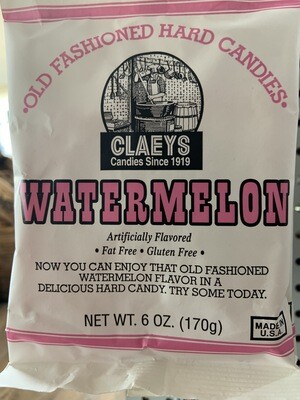 •OLD FASHIONED HARD CANDIES•
CLAEYS
Candies Since 1919
WATERMELON
Artificially Flavored
• Fat Free • Gluten Free •
NOW YOU CAN ENJOY THAT OLD FASHIONED
WATERMELON FLAVOR IN A
DELICIOUS HARD CANDY. TRY SOME TODAY.
NET WT. 6 OZ. (170g)
MADE IN
U.S.A.